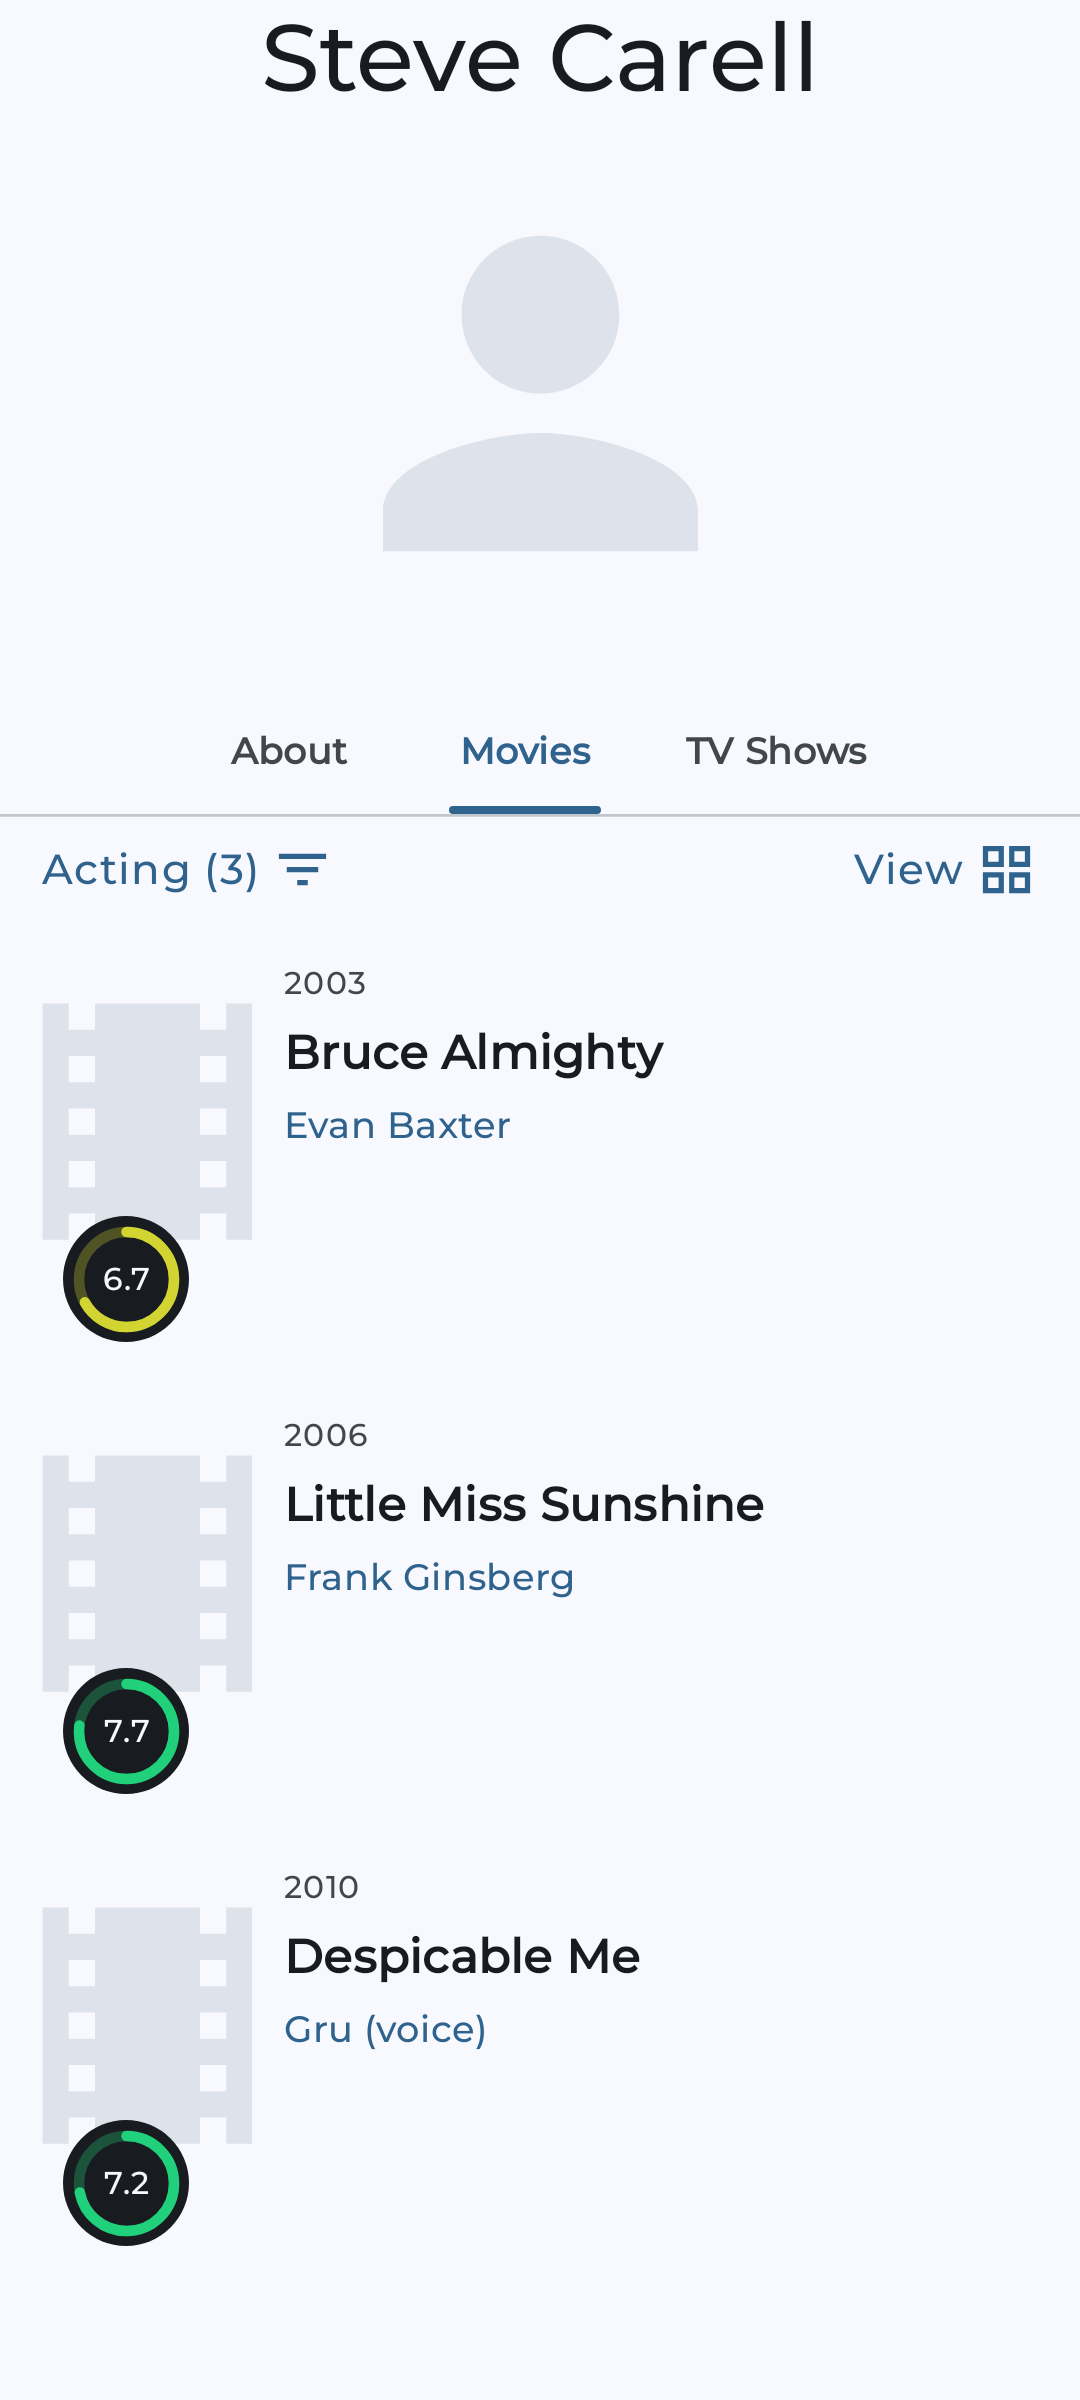 Steve Carell
About Movies TV Shows
Acting (3) View
2003
Bruce Almighty
Evan Baxter
6.7
2006
Little Miss Sunshine
Frank Ginsberg
7.7
2010
Despicable Me
Gru (voice)
7.2